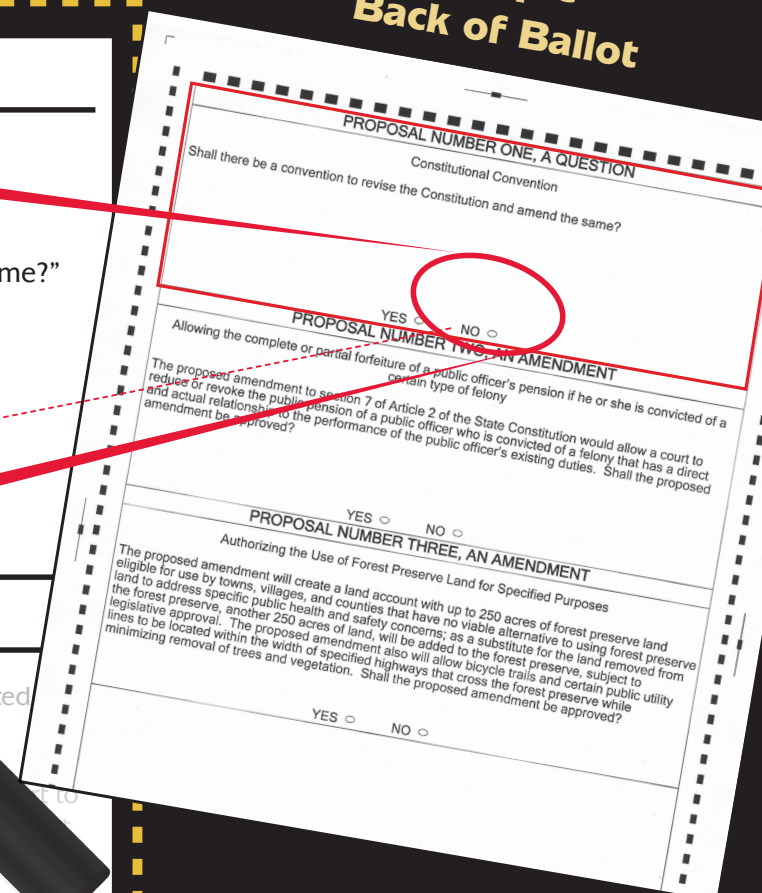 Back of Ballot
me?”
PROPOSAL NUMBER ONE, A QUESTION
Constitutional Convention
Shall there be a convention to revise the Constitution and amend the same?
YES NO
PROPOSAL NUMBER TWO, AN AMENDMENT
Allowing the complete or partial forfeiture of a public officer's pension if he or she is convicted of a
certain type of felony
The proposed amendment to section 7 of Article 2 of the State Constitution would allow a court to
reduce or revoke the public pension of a public officer who is convicted of a felony that has a direct
and actual relationship to the performance of the public officer's existing duties. Shall the proposed
amendment be approved?
YES NO
PROPOSAL NUMBER THREE, AN AMENDMENT
Authorizing the Use of Forest Preserve Land for Specified Purposes
The proposed amendment will create a land account with up to 250 acres of forest preserve land
eligible for use by towns, villages, and counties that have no viable alternative to using forest preserve
land to address specific public health and safety concerns; as a substitute for the land removed from
the forest preserve, another 250 acres of land, will be added to the forest preserve, subject to
legislative approval. The proposed amendment also will allow bicycle trails and certain public utility
lines to be located within the width of specified highways that cross the forest preserve while
minimizing removal of trees and vegetation. Shall the proposed amendment be approved?
YES NO
to